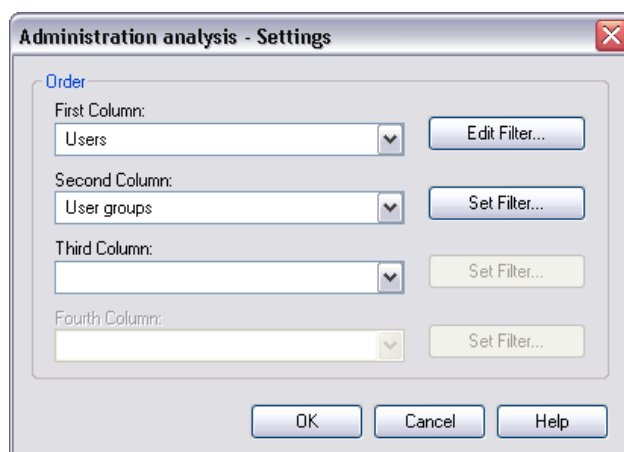 Administration analysis - Settings
Order
First Column:
Users
Edit Filter...
Second Column:
User groups
Set Filter...
Third Column:
Set Filter...
Fourth Column:
Set Filter...
OK
Cancel
Help